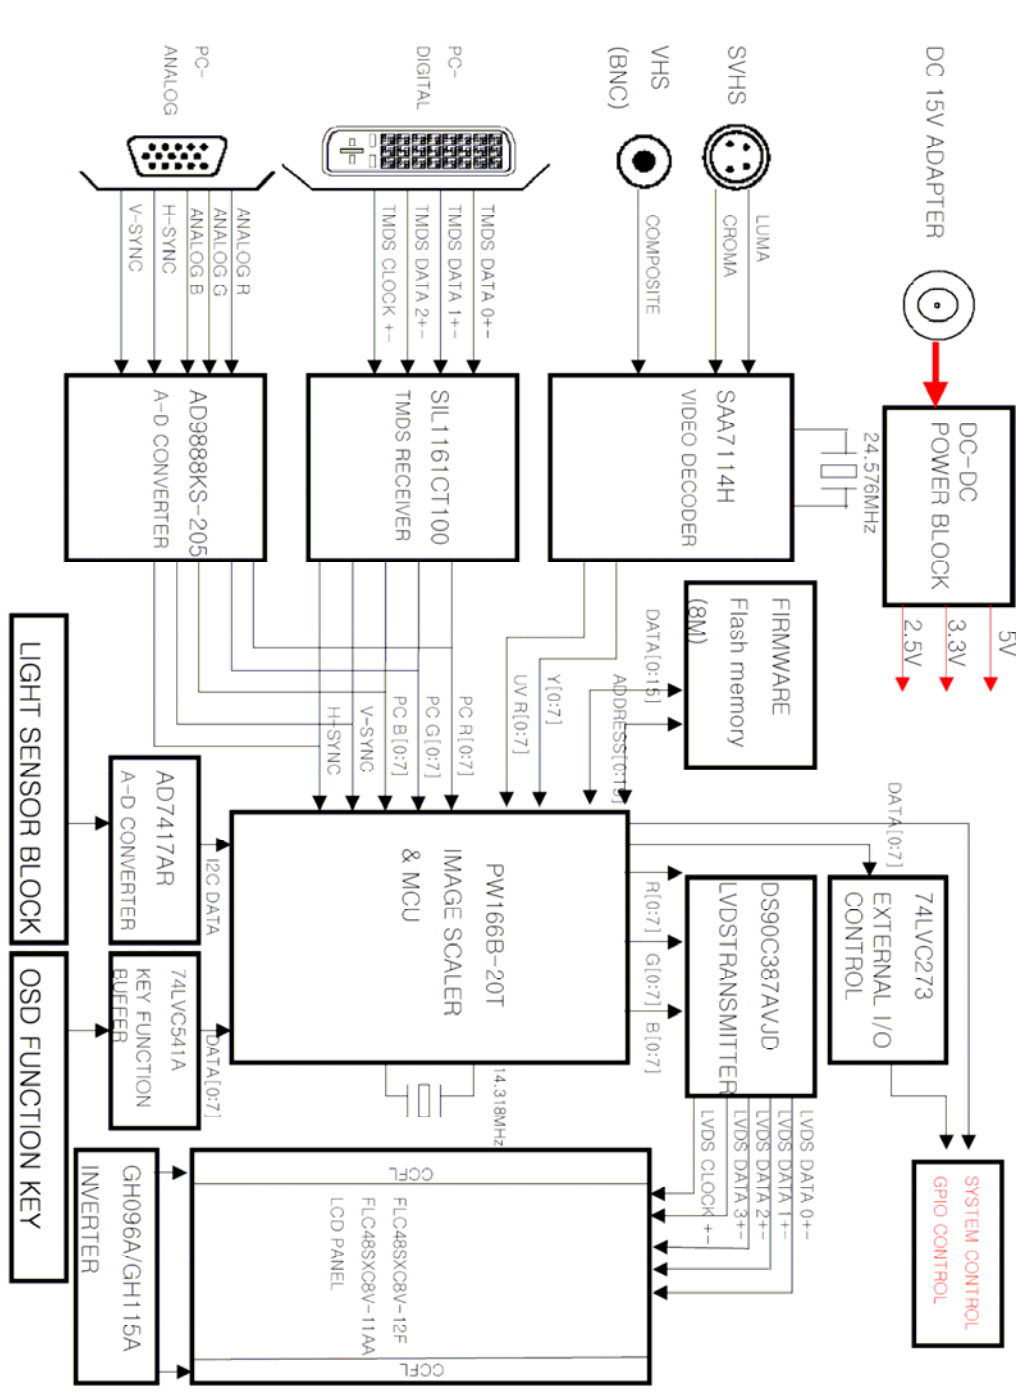 DC 15V ADAPTER
DC-DC
POWER BLOCK
5V
3.3V
2.5V
SVHS
VHS
(BNC)
LUMA
CROMA
COMPOSITE
SAA7114H
VIDEO DECODER
24.576MHz
PC-
DIGITAL
TMDS DATA 0+-
TMDS DATA 1+-
TMDS DATA 2+-
TMDS CLOCK +-
SIL1161CT100
TMDS RECEIVER
PC-
ANALOG
ANALOG R
ANALOG G
ANALOG B
H-SYNC
V-SYNC
AD9888KS-205
A-D CONVERTER
FIRMWARE
Flash memory
(8M)
DATA[0:15]
Y[0:7]
UV R[0:7]
PC R[0:7]
PC G[0:7]
PC B[0:7]
V-SYNC
H-SYNC
DATA[0:7]
74LVC273
EXTERNAL I/O
CONTROL
DS90C387AVJD
LVDSTRANSMITTER
R[0:7]
G[0:7]
B[0:7]
PW166B-20T
IMAGE SCALER
& MCU
14.318MHz
AD7417AR
A-D CONVERTER
I2C DATA
LIGHT SENSOR BLOCK
74LVC541A
KEY FUNCTION
BUFFER
DATA[0:7]
OSD FUNCTION KEY
LVDS DATA 0+-
LVDS DATA 1+-
LVDS DATA 2+-
LVDS DATA 3+-
LVDS CLOCK +-
SYSTEM CONTROL
GPIO CONTROL
CCFL
FLC48SXC8V-12F
FLC48SXC8V-11AA
LCD PANEL
CCFL
GH096A/GH115A
INVERTER